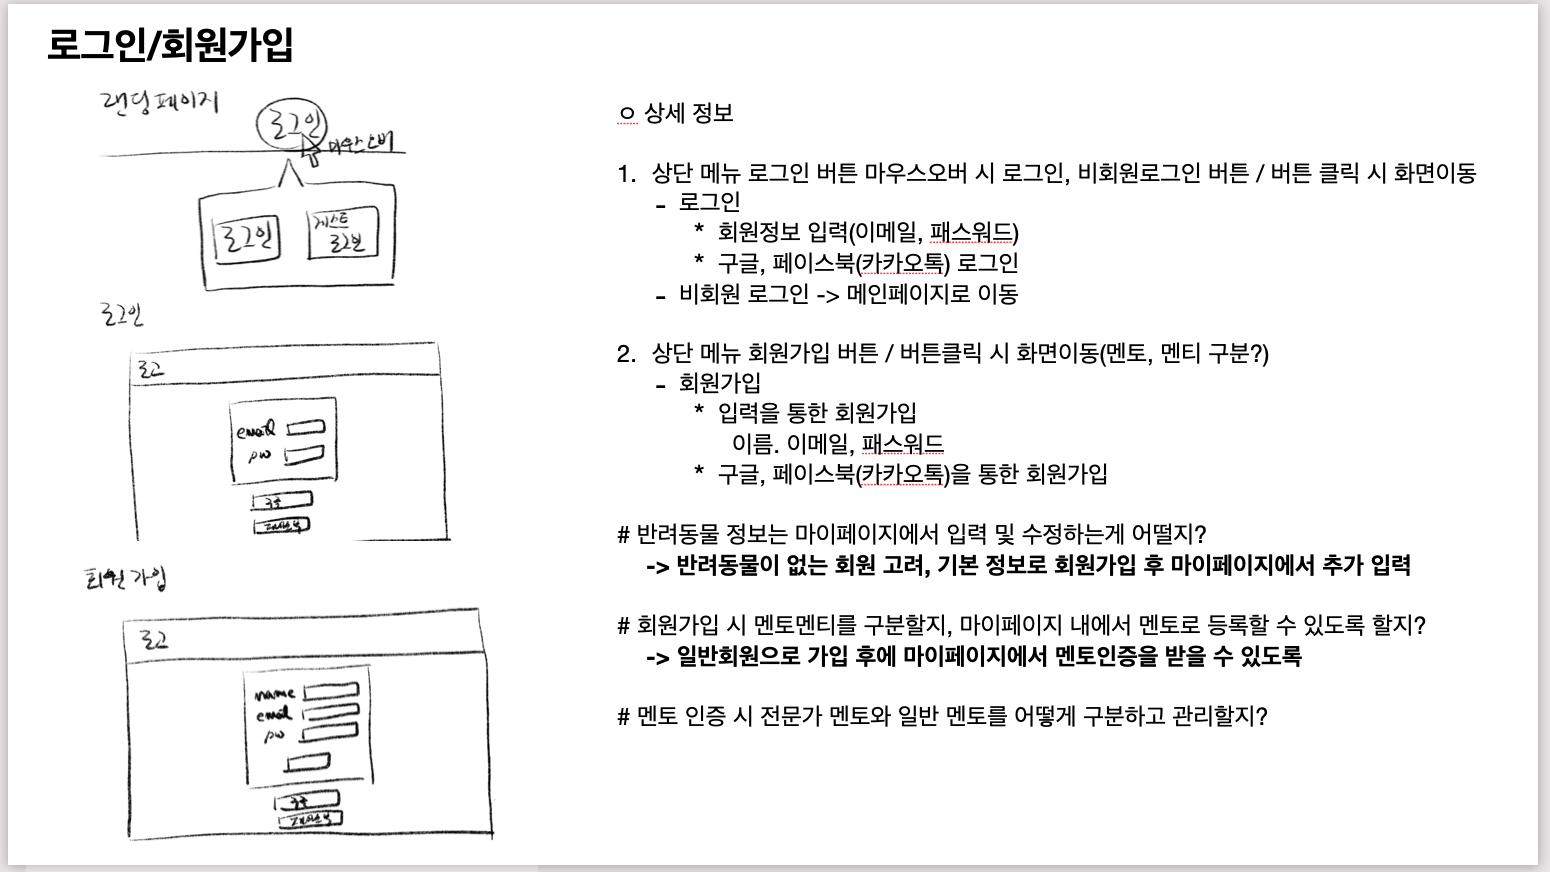 로그인/회원가입
랜딩페이지
로그인
마우스오버
로그인
게스트
로그인
로그인
로고
email
pw
구글
페이스북
회원가입
로고
name
email
pw
구글
페이스북
ㅇ 상세 정보
1. 상단 메뉴 로그인 버튼 마우스오버 시 로그인, 비회원로그인 버튼 / 버튼 클릭 시 화면이동
- 로그인
* 회원정보 입력(이메일, 패스워드)
* 구글, 페이스북(카카오톡) 로그인
- 비회원 로그인 -> 메인페이지로 이동
2. 상단 메뉴 회원가입 버튼 / 버튼클릭 시 화면이동(멘토, 멘티 구분?)
- 회원가입
* 입력을 통한 회원가입
이름. 이메일, 패스워드
* 구글, 페이스북(카카오톡)을 통한 회원가입
# 반려동물 정보는 마이페이지에서 입력 및 수정하는게 어떨지?
-> 반려동물이 없는 회원 고려, 기본 정보로 회원가입 후 마이페이지에서 추가 입력
# 회원가입 시 멘토멘티를 구분할지, 마이페이지 내에서 멘토로 등록할 수 있도록 할지?
-> 일반회원으로 가입 후에 마이페이지에서 멘토인증을 받을 수 있도록
# 멘토 인증 시 전문가 멘토와 일반 멘토를 어떻게 구분하고 관리할지?